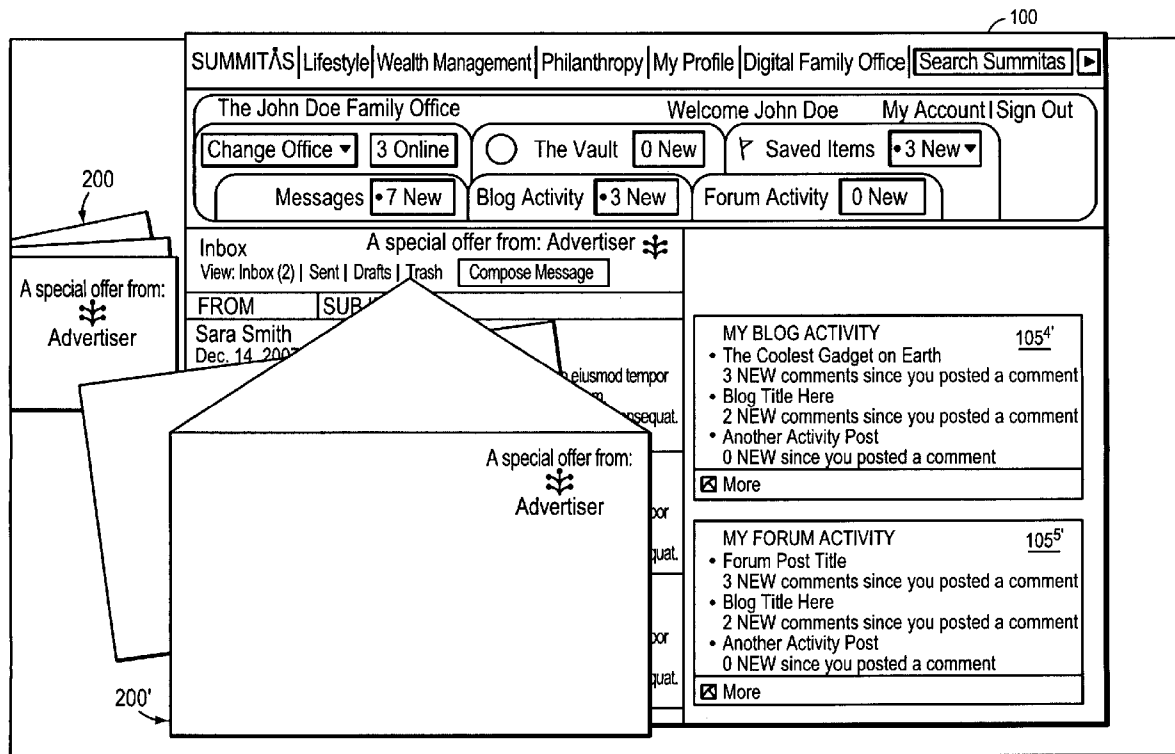 100
SUMMITÀS | Lifestyle | Wealth Management | Philanthropy | My Profile | Digital Family Office | Search Summitas
The John Doe Family Office Welcome John Doe My Account | Sign Out
Change Office 3 Online The Vault 0 New Saved Items • 3 New
Messages • 7 New Blog Activity • 3 New Forum Activity 0 New
200
A special offer from:
Advertiser
Inbox A special offer from: Advertiser
View: Inbox (2) | Sent | Drafts | Trash Compose Message
FROM
Sara Smith
Dec. 14, 2007
eiusmod tempor
A special offer from:
Advertiser
200'
MY BLOG ACTIVITY 105⁴'
• The Coolest Gadget on Earth
3 NEW comments since you posted a comment
• Blog Title Here
2 NEW comments since you posted a comment
• Another Activity Post
0 NEW since you posted a comment
More
MY FORUM ACTIVITY 105⁵'
• Forum Post Title
3 NEW comments since you posted a comment
• Blog Title Here
2 NEW comments since you posted a comment
• Another Activity Post
0 NEW since you posted a comment
More